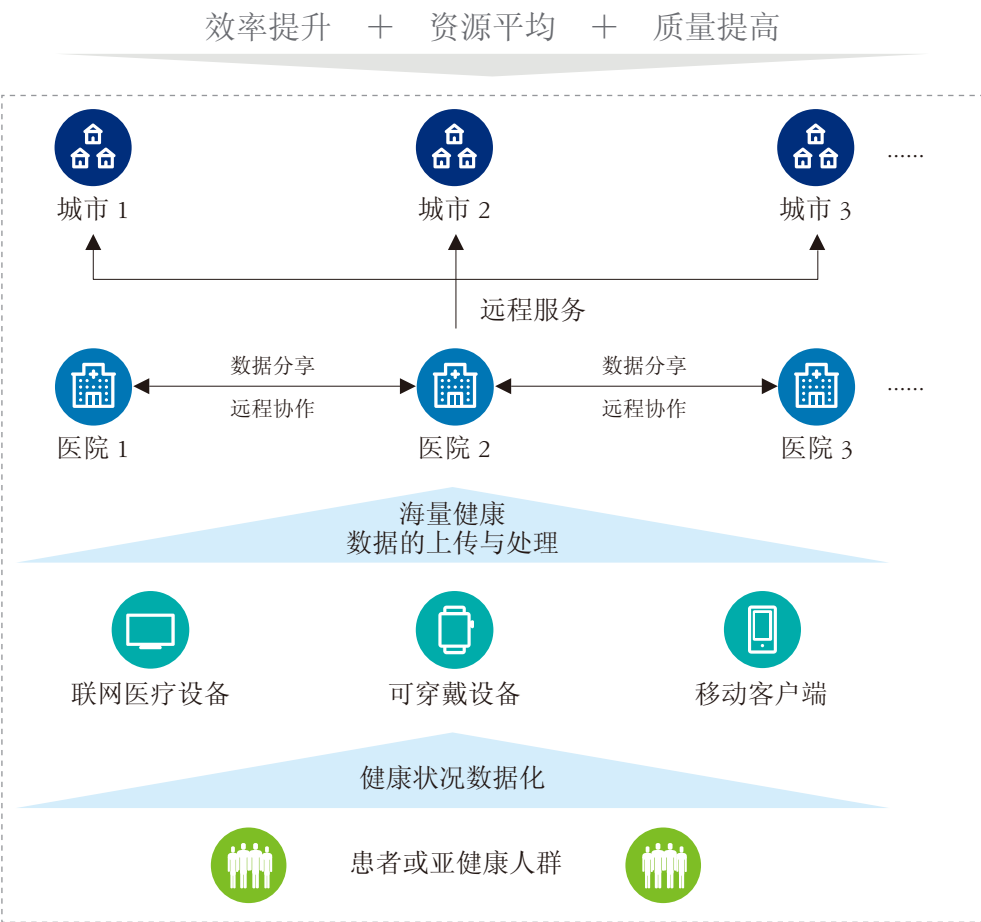 效率提升 + 资源平均 + 质量提高
城市 1 城市 2 城市 3 ......
远程服务
数据分享 数据分享 ......
远程协作 远程协作
医院 1 医院 2 医院 3
海量健康
数据的上传与处理
联网医疗设备 可穿戴设备 移动客户端
健康状况数据化
患者或亚健康人群